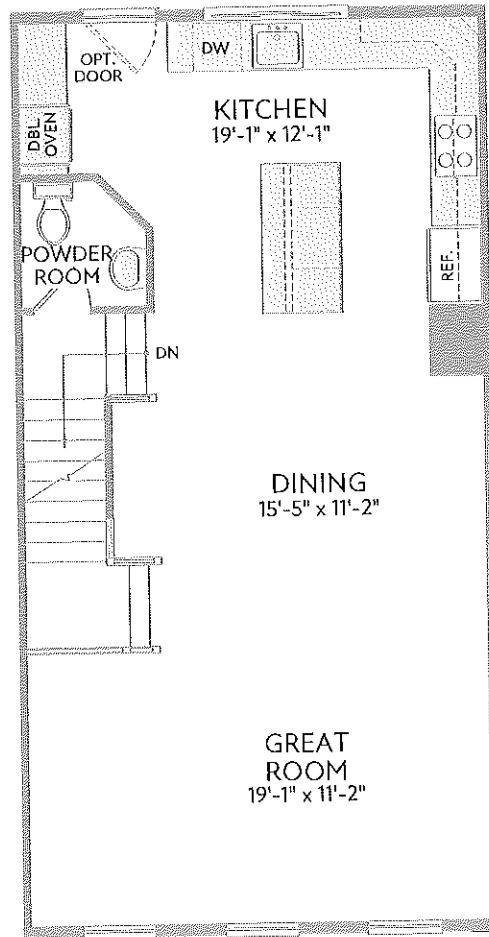 OPT.
DOOR
DW
KITCHEN
19'-1" x 12'-1"
DBL.
OVEN
POWDER
ROOM
REF.
DN
DINING
15'-5" x 11'-2"
GREAT
ROOM
19'-1" x 11'-2"